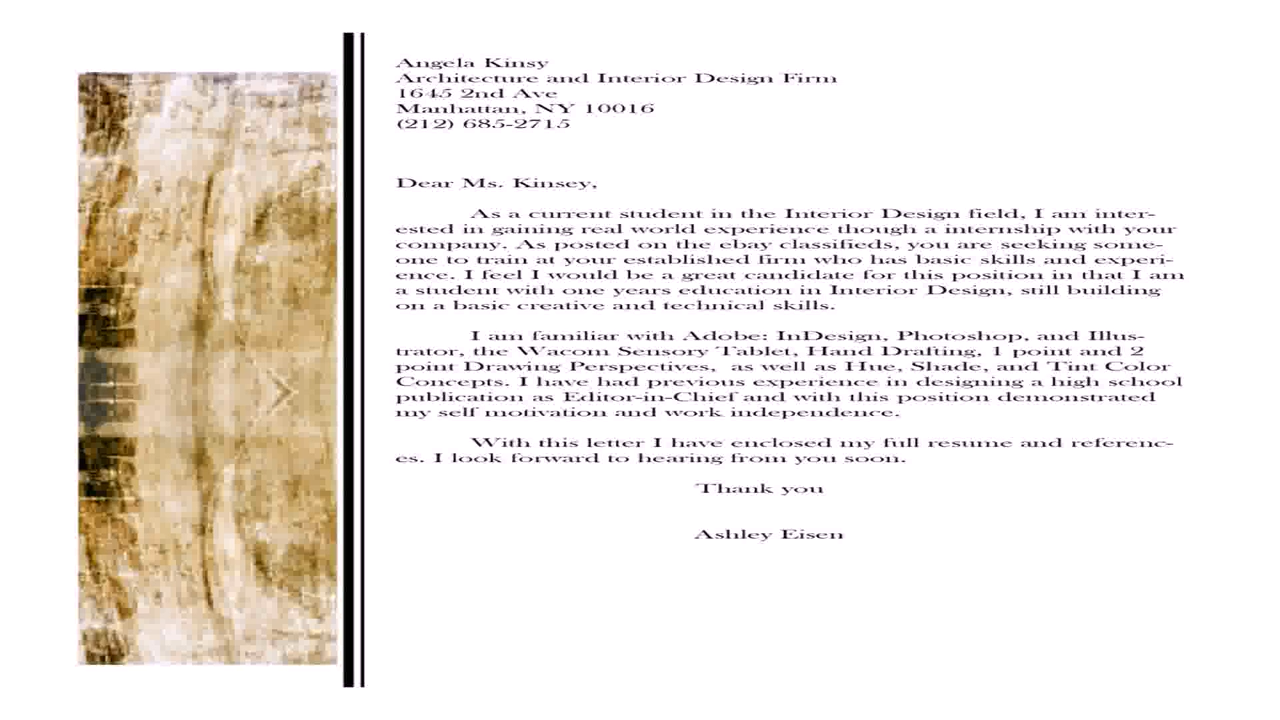 Angela Kinsy
Architecture and Interior Design Firm
1645 2nd Ave
Manhattan, NY 10016
(212) 685-2715
Dear Ms. Kinsey,
As a current student in the Interior Design field, I am inter-
ested in gaining real world experience though a internship with your
company. As posted on the ebay classifieds, you are seeking some-
one to train at your established firm who has basic skills and experi-
ence. I feel I would be a great candidate for this position in that I am
a student with one years education in Interior Design, still building
on a basic creative and technical skills.
I am familiar with Adobe: InDesign, Photoshop, and Illus-
trator, the Wacom Sensory Tablet, Hand Drafting, 1 point and 2
point Drawing Perspectives,  as well as Hue, Shade, and Tint Color
Concepts. I have had previous experience in designing a high school
publication as Editor-in-Chief and with this position demonstrated
my self motivation and work independence.
With this letter I have enclosed my full resume and referenc-
es. I look forward to hearing from you soon.
Thank you
Ashley Eisen